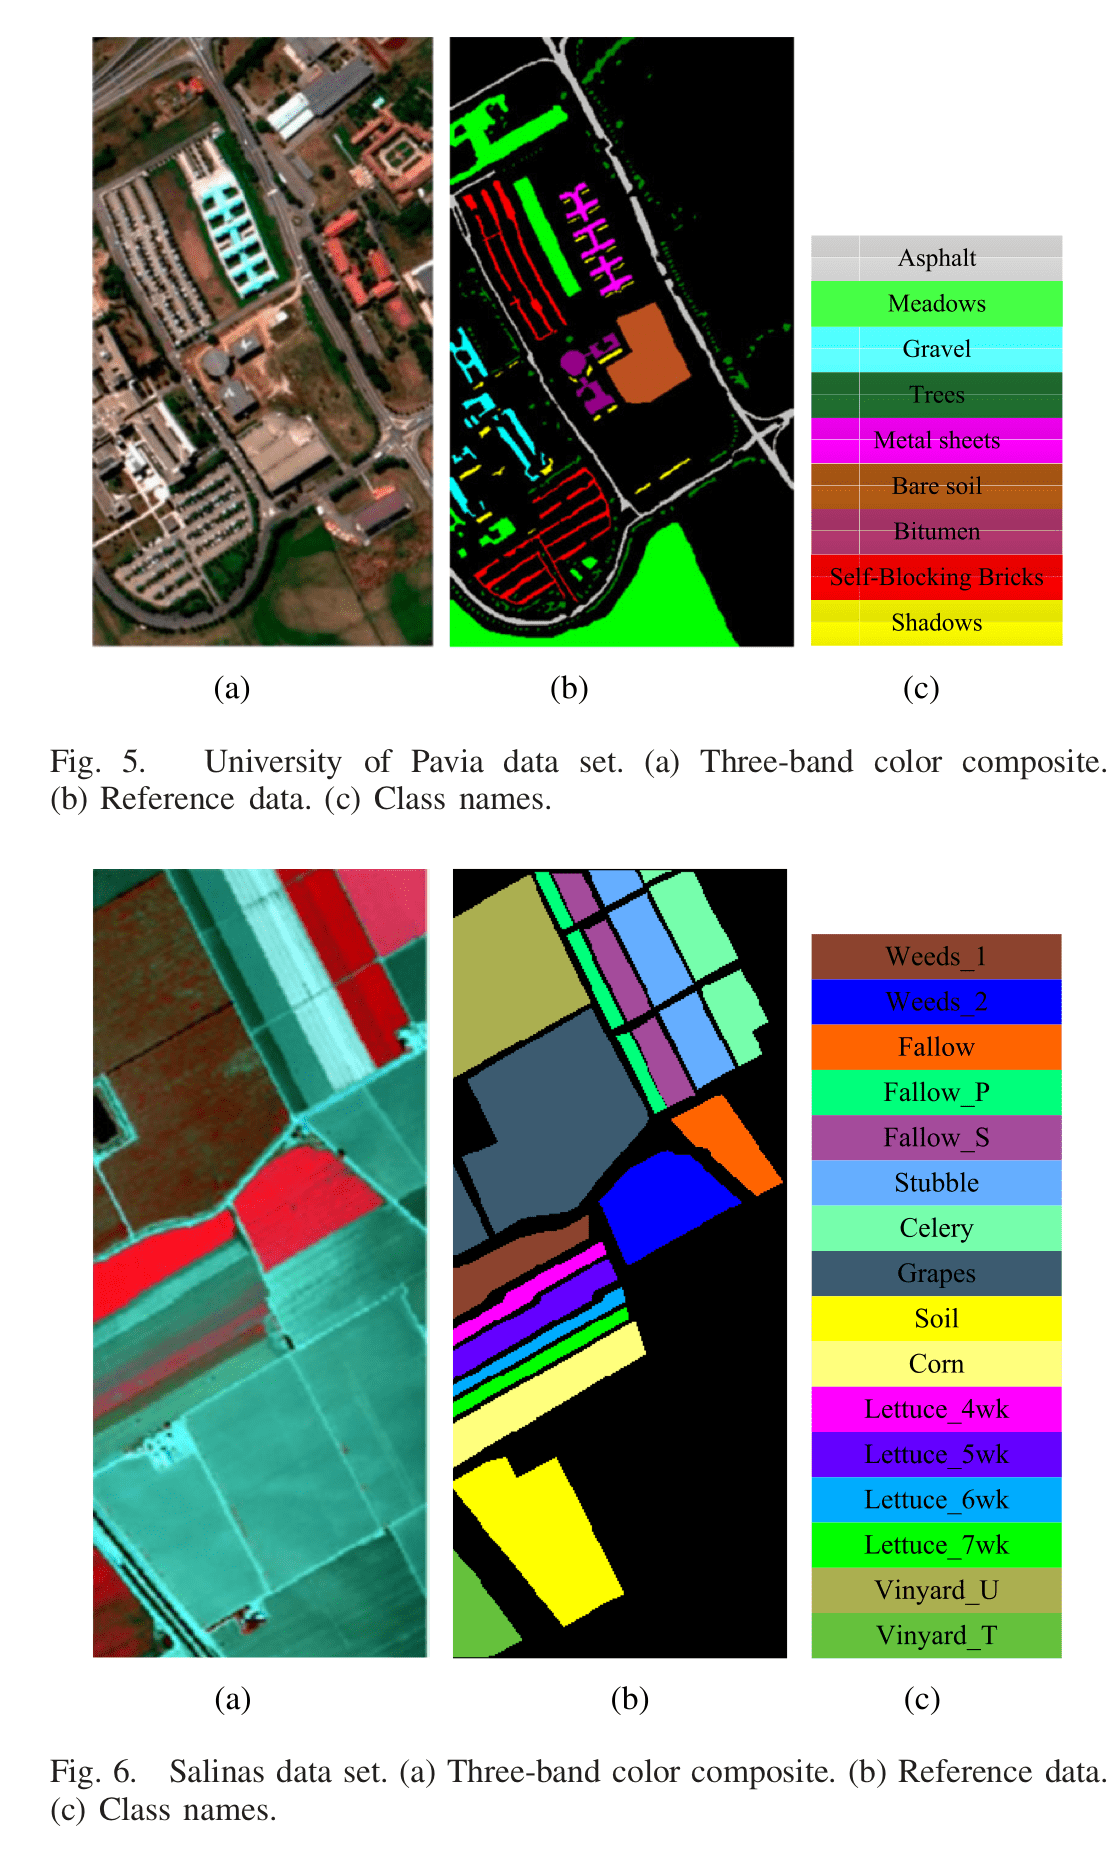 Asphalt
Meadows
Gravel
Trees
Metal sheets
Bare soil
Bitumen
Self-Blocking Bricks
Shadows
(a) (b) (c)
Fig. 5. University of Pavia data set. (a) Three-band color composite.
(b) Reference data. (c) Class names.
Weeds_1
Weeds_2
Fallow
Fallow_P
Fallow_S
Stubble
Celery
Grapes
Soil
Corn
Lettuce_4wk
Lettuce_5wk
Lettuce_6wk
Lettuce_7wk
Vinyard_U
Vinyard_T
(a) (b) (c)
Fig. 6. Salinas data set. (a) Three-band color composite. (b) Reference data.
(c) Class names.